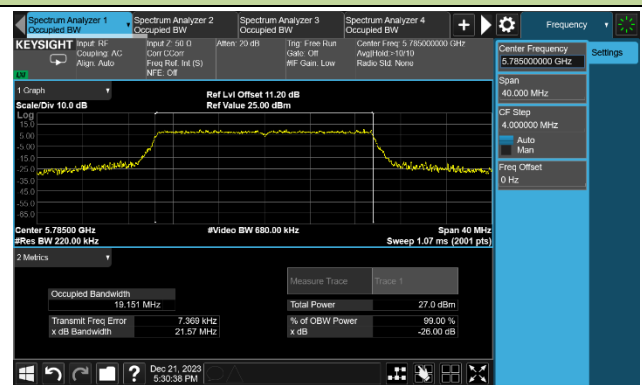 Spectrum Analyzer 1
Occupied BW
Spectrum Analyzer 2
Occupied BW
Spectrum Analyzer 3
Occupied BW
Spectrum Analyzer 4
Occupied BW
Frequency
KEYSIGHT
Input: RF
Coupling: AC
Align: Auto
Input Z: 50 Ω
Corr CCorr
Freq Ref: Int (S)
NFE: Off
Atten: 20 dB
Trig: Free Run
Gate: Off
#IF Gain: Low
Center Freq: 5.785000000 GHz
Avg|Hold:>10/10
Radio Std: None
LXI
Center Frequency
5.785000000 GHz
Settings
Span
40.000 MHz
CF Step
4.000000 MHz
Auto
Man
Freq Offset
0 Hz
1 Graph
Scale/Div 10.0 dB
Ref Lvl Offset 11.20 dB
Ref Value 25.00 dBm
Log
15.0
5.00
-5.00
-15.0
-25.0
-35.0
-45.0
-55.0
-65.0
Center 5.78500 GHz
#Res BW 220.00 kHz
#Video BW 680.00 kHz
Span 40 MHz
Sweep 1.07 ms (2001 pts)
2 Metrics
Measure Trace
Trace 1
Occupied Bandwidth
19.151 MHz
Total Power
27.0 dBm
Transmit Freq Error
7.369 kHz
% of OBW Power
99.00 %
x dB Bandwidth
21.57 MHz
x dB
-26.00 dB
Dec 21, 2023
5:30:38 PM